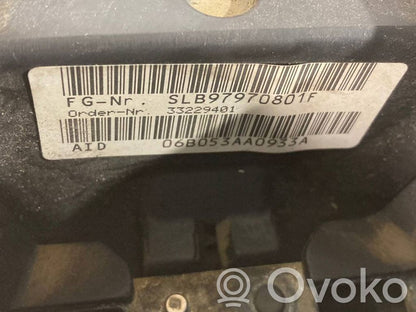 FG-Nr. SLB97970801F
Order-Nr. 33229401
AID 06B053AA0933A
Ovoko